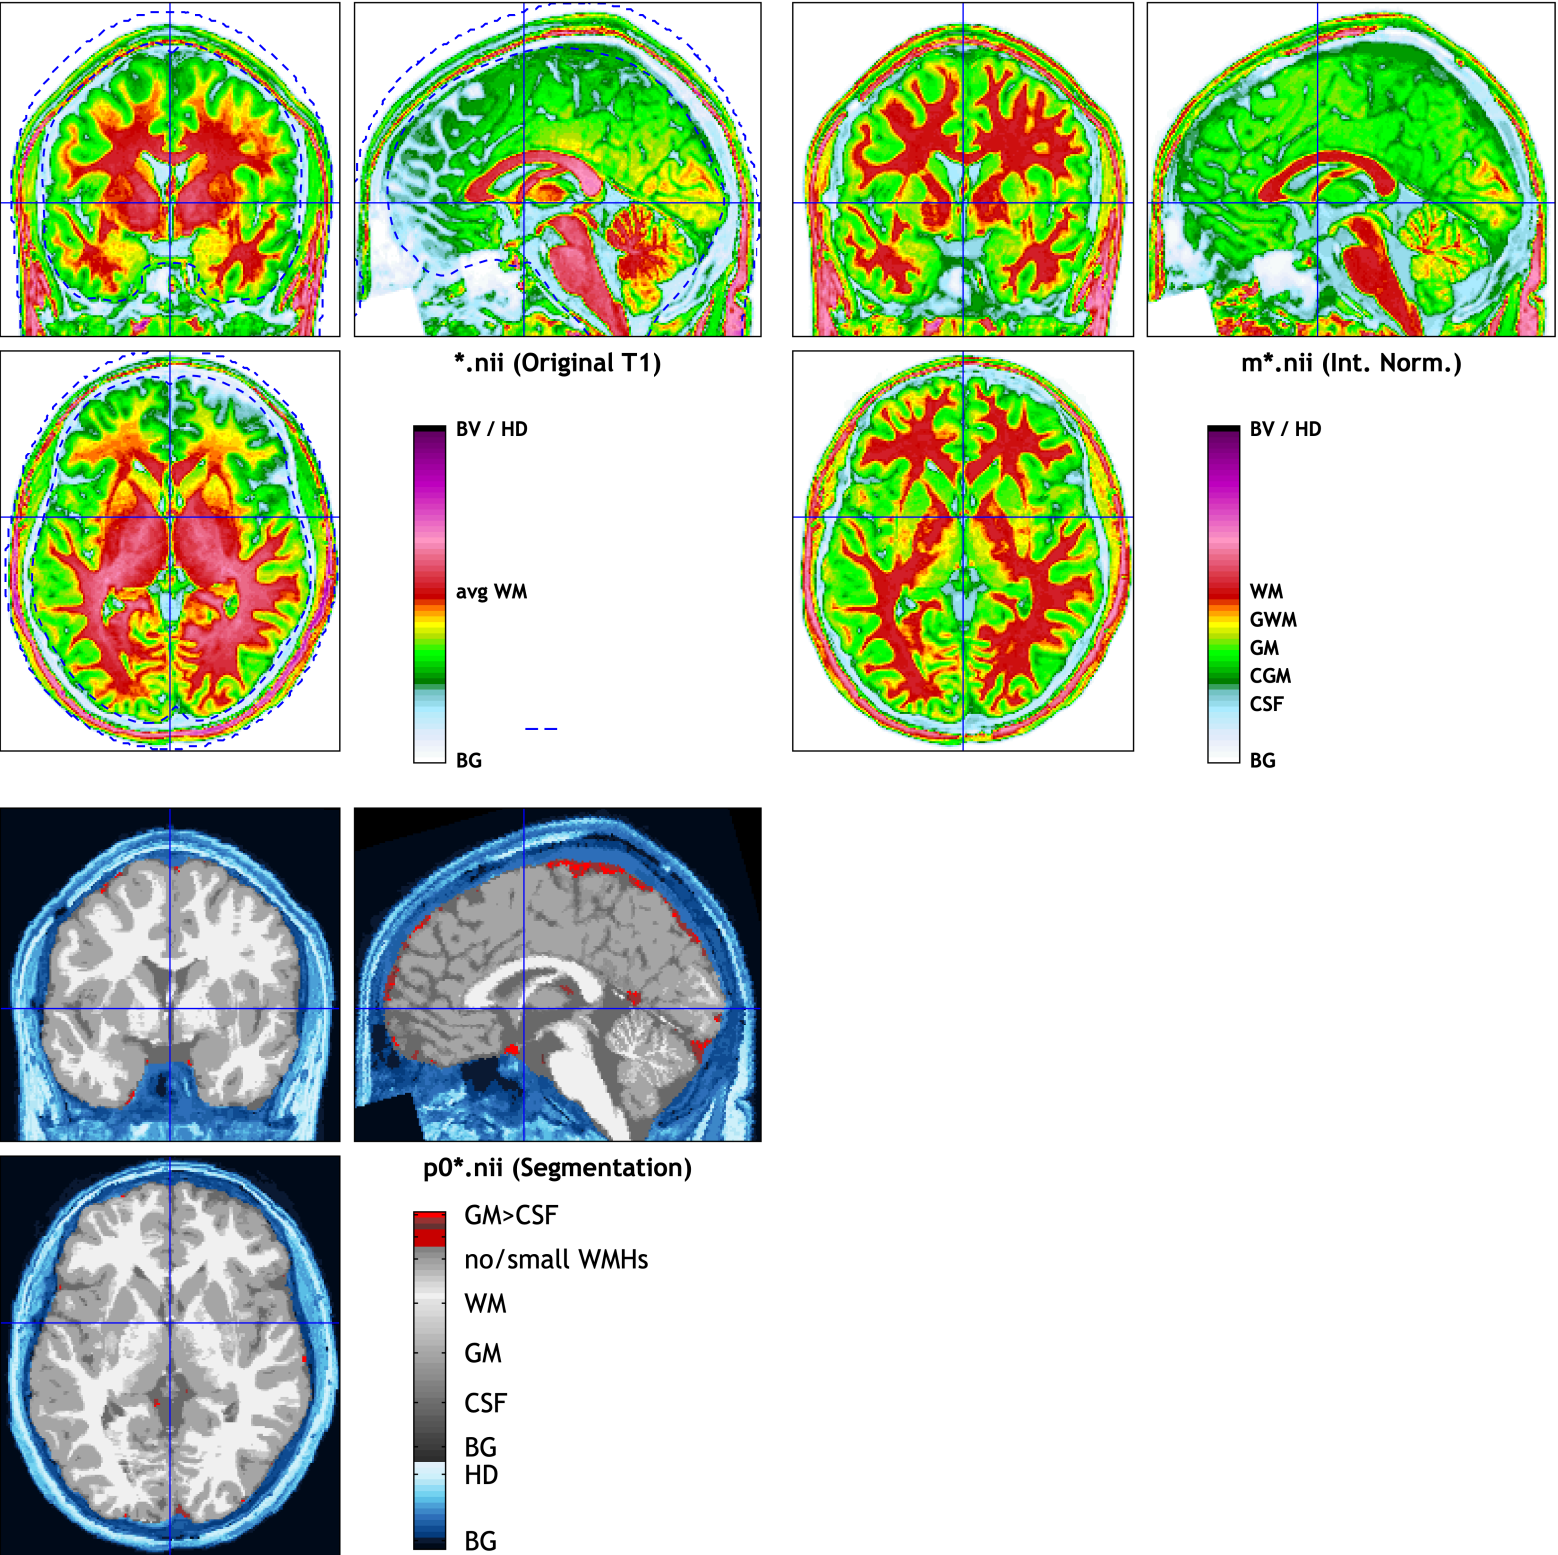 *.nii (Original T1)
BV / HD
avg WM
BG
m*.nii (Int. Norm.)
BV / HD
WM
GWM
GM
CGM
CSF
BG
p0*.nii (Segmentation)
GM>CSF
no/small WMHs
WM
GM
CSF
BG
HD
BG